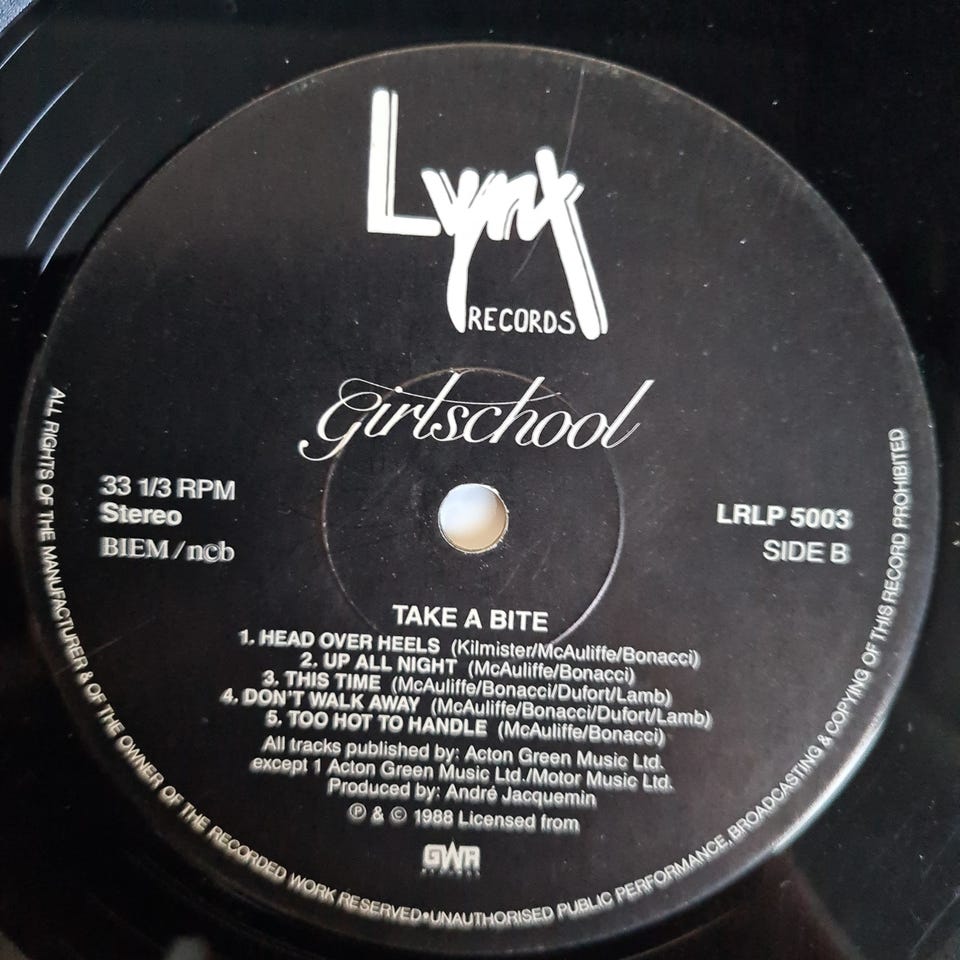 Lynx
RECORDS
girlschool
33 1/3 RPM
Stereo
BIEM/ncb
LRLP 5003
SIDE B
TAKE A BITE
1. HEAD OVER HEELS (Kilmister/McAuliffe/Bonacci)
2. UP ALL NIGHT (McAuliffe/Bonacci)
3. THIS TIME (McAuliffe/Bonacci/Dufort/Lamb)
4. DON'T WALK AWAY (McAuliffe/Bonacci/Dufort/Lamb)
5. TOO HOT TO HANDLE (McAuliffe/Bonacci)
All tracks published by: Acton Green Music Ltd.
except 1 Acton Green Music Ltd./Motor Music Ltd.
Produced by: André Jacquemin
℗ & © 1988 Licensed from
GWR
RECORDS
ALL RIGHTS OF THE MANUFACTURER & OF THE OWNER OF THE RECORDED WORK RESERVED•UNAUTHORISED PUBLIC PERFORMANCE, BROADCASTING & COPYING OF THIS RECORD PROHIBITED